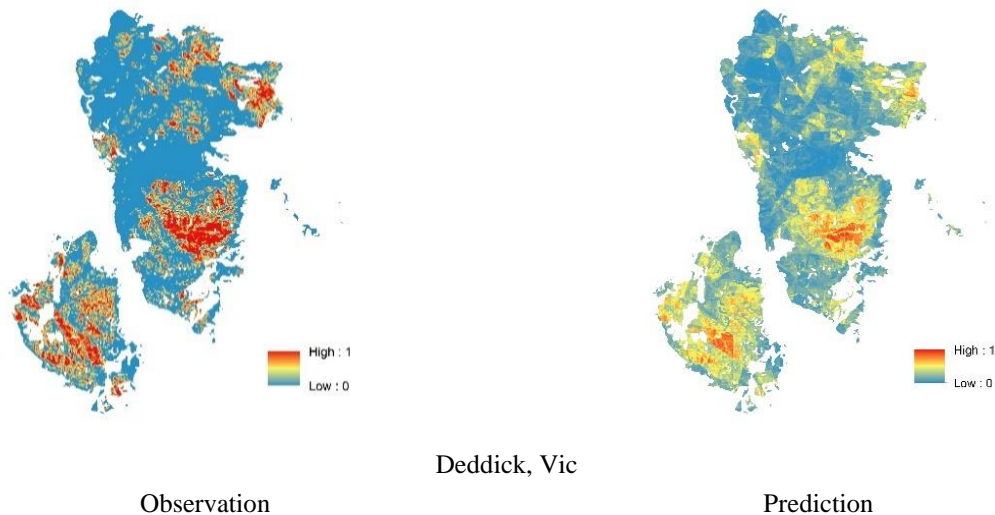 High : 1
Low : 0
High : 1
Low : 0
Deddick, Vic
Observation
Prediction